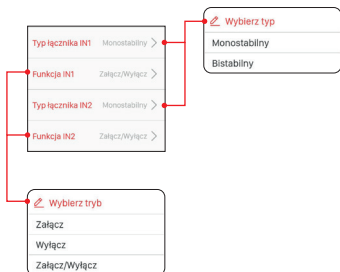 Typ łącznika IN1 Monostabilny
Funkcja IN1 Załącz/Wyłącz
Typ łącznika IN2 Monostabilny
Funkcja IN2 Załącz/Wyłącz
Wybierz typ
Monostabilny
Bistabilny
Wybierz tryb
Załącz
Wyłącz
Załącz/Wyłącz